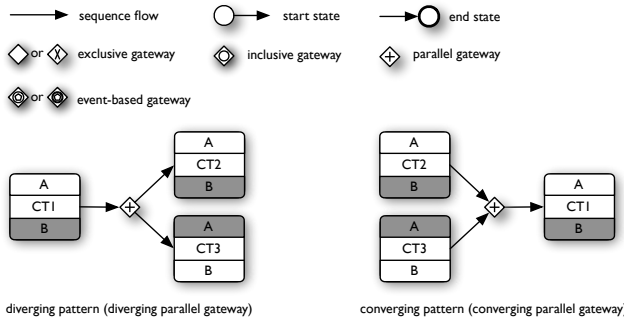 sequence flow start state end state
or exclusive gateway inclusive gateway parallel gateway
or event-based gateway
A A
CT2 CT2
A B B A
CT1 CT1
B A A B
CT3 CT3
B B
diverging pattern (diverging parallel gateway) converging pattern (converging parallel gateway)